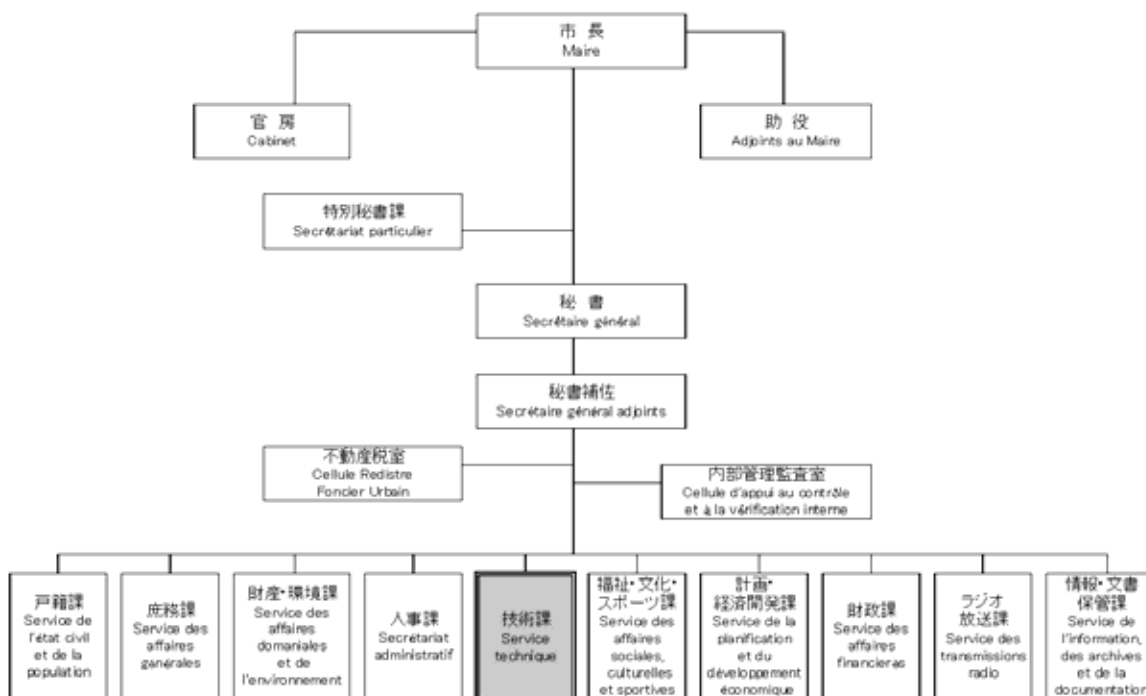 市 長
Maire
官 房
Cabinet
助 役
Adjoints au Maire
特別秘書課
Secrétariat particulier
秘 書
Secrétaire général
秘書補佐
Secrétaire général adjoints
不動産税室
Cellule Redistre
Foncier Urbain
内部管理監査室
Cellule d'appui au contrôle
et à la vérification interne
戸籍課
Service de
l'état civil
et de la
population
庶務課
Service des
affaires
générales
財産・環境課
Service des
affaires
domaniales
et de
l'environnement
人事課
Secrétariat
administratif
技術課
Service
technique
福祉・文化・
スポーツ課
Service des
affaires
sociales,
culturelles
et sportives
計画・
経済開発課
Service de la
planification
et du
développement
économique
財政課
Service des
affaires
financieras
ラジオ
放送課
Service des
transmissions
radio
情報・文書
保管課
Service de
l'information,
des archives
et de la
documentation